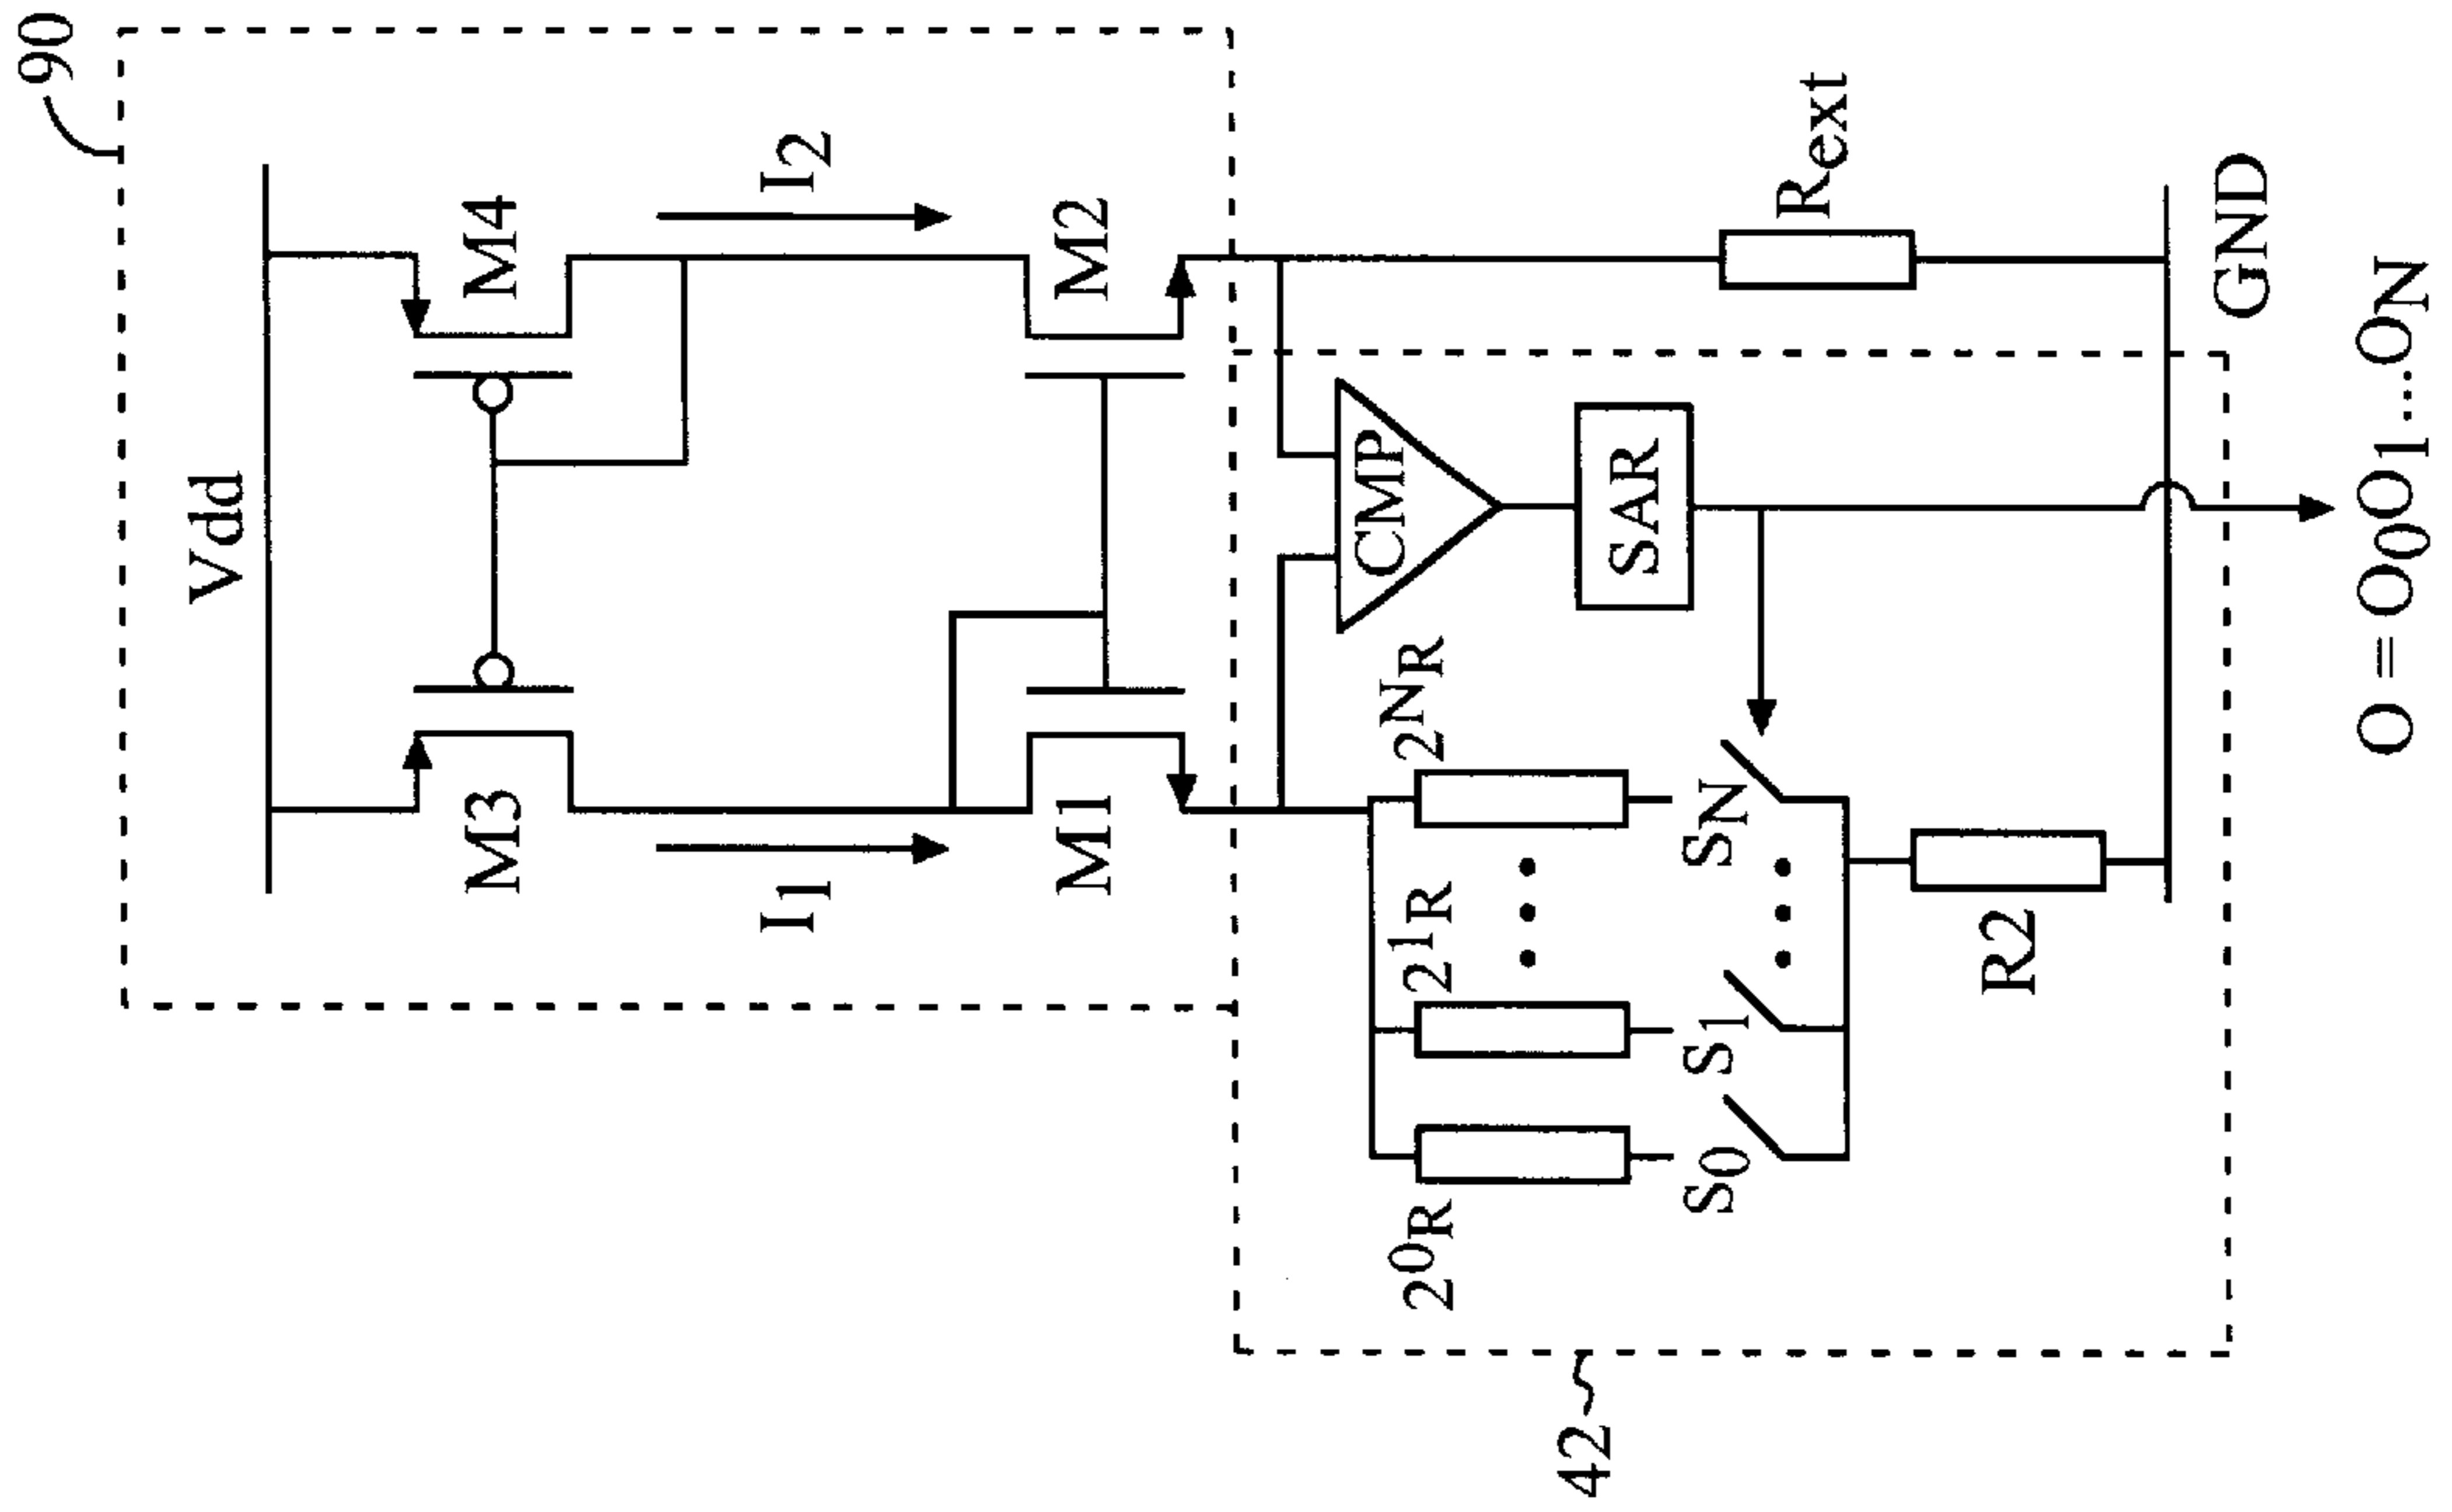 90
Vdd
M3
M4
I1
I2
M1
M2
CMP
SAR
2⁰R
2¹R
2ᴺR
S0
S1
SN
R2
Rext
GND
42
O = O₀O₁...O_N